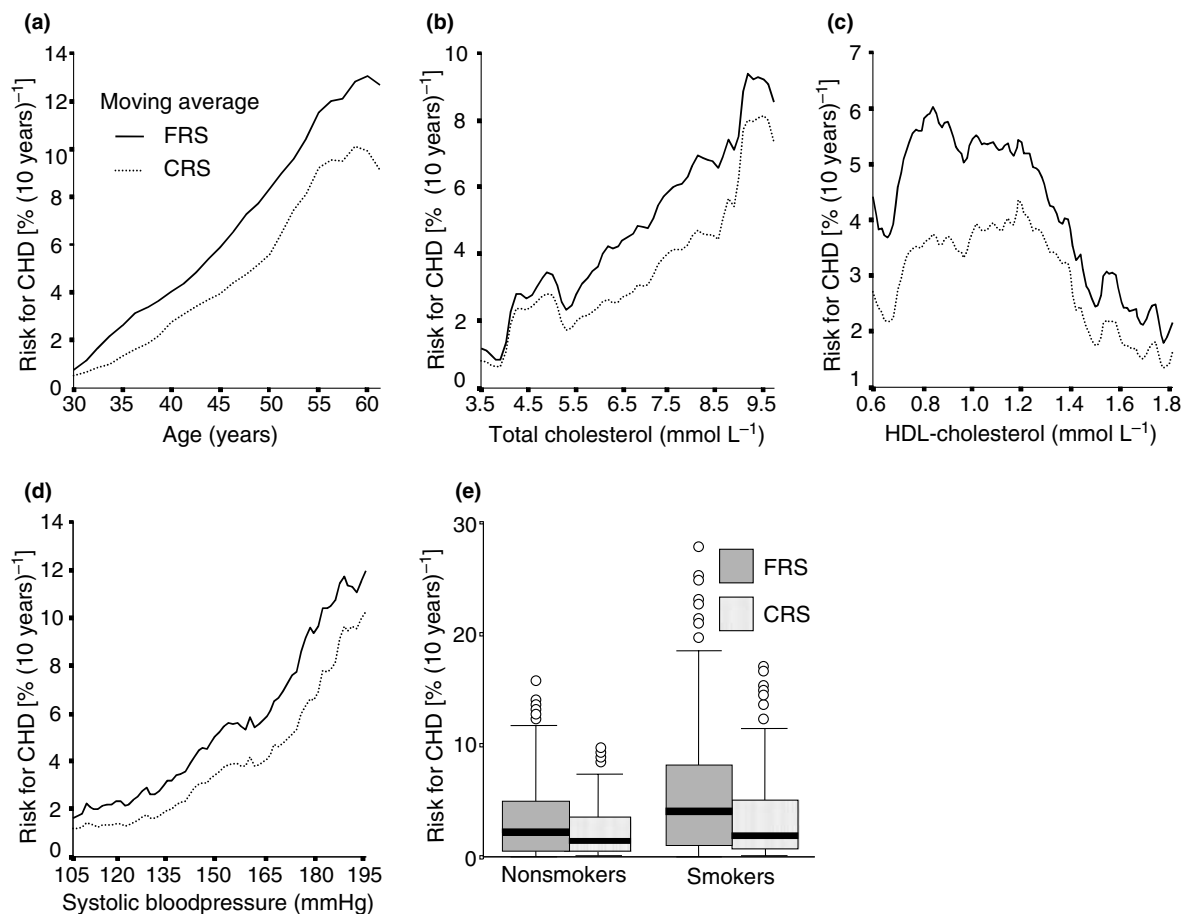 (a)
Risk for CHD [% (10 years)⁻¹]
14
12
10
8
6
4
2
0
Moving average
FRS
CRS
30 35 40 45 50 55 60
Age (years)
(b)
Risk for CHD [% (10 years)⁻¹]
10
8
6
4
2
0
3.5 4.5 5.5 6.5 7.5 8.5 9.5
Total cholesterol (mmol L⁻¹)
(c)
Risk for CHD [% (10 years)⁻¹]
7
6
5
4
3
2
1
0.6 0.8 1.0 1.2 1.4 1.6 1.8
HDL-cholesterol (mmol L⁻¹)
(d)
Risk for CHD [% (10 years)⁻¹]
14
12
10
8
6
4
2
0
105 120 135 150 165 180 195
Systolic bloodpressure (mmHg)
(e)
Risk for CHD [% (10 years)⁻¹]
30
20
10
0
FRS
CRS
Nonsmokers Smokers